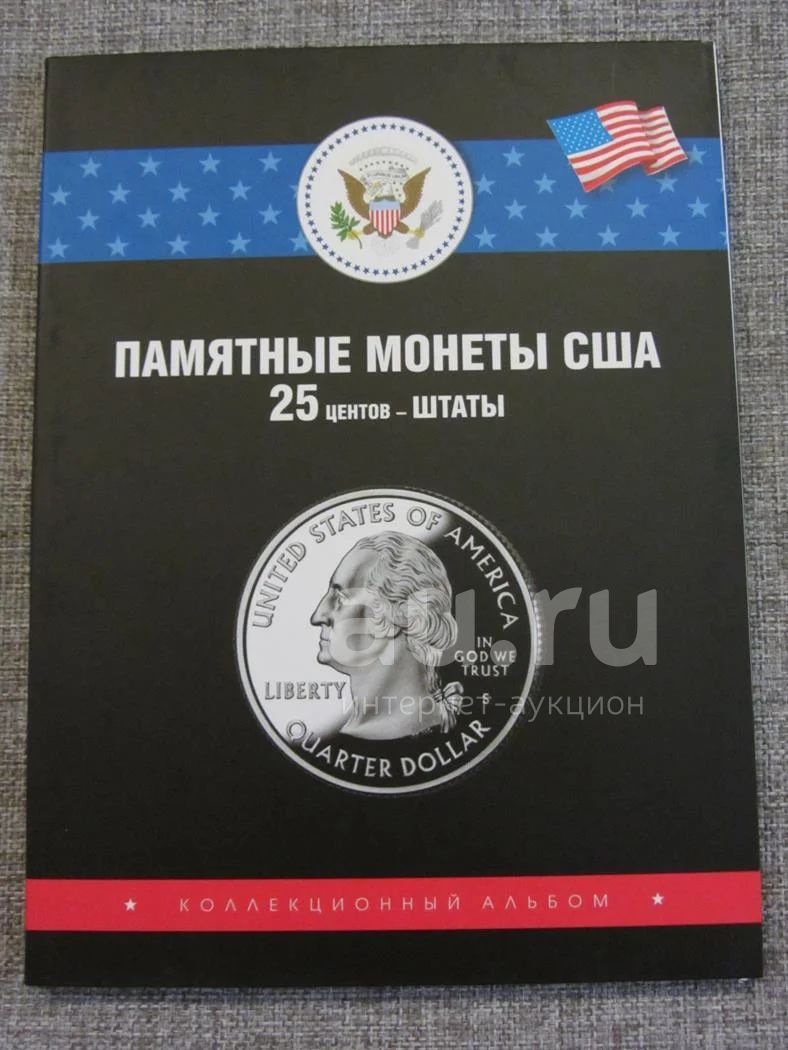 ПАМЯТНЫЕ МОНЕТЫ США
25 ЦЕНТОВ – ШТАТЫ
UNITED STATES OF AMERICA
IN
GOD WE
TRUST
LIBERTY
S
QUARTER DOLLAR
au.ru
интернет-аукцион
КОЛЛЕКЦИОННЫЙ АЛЬБОМ